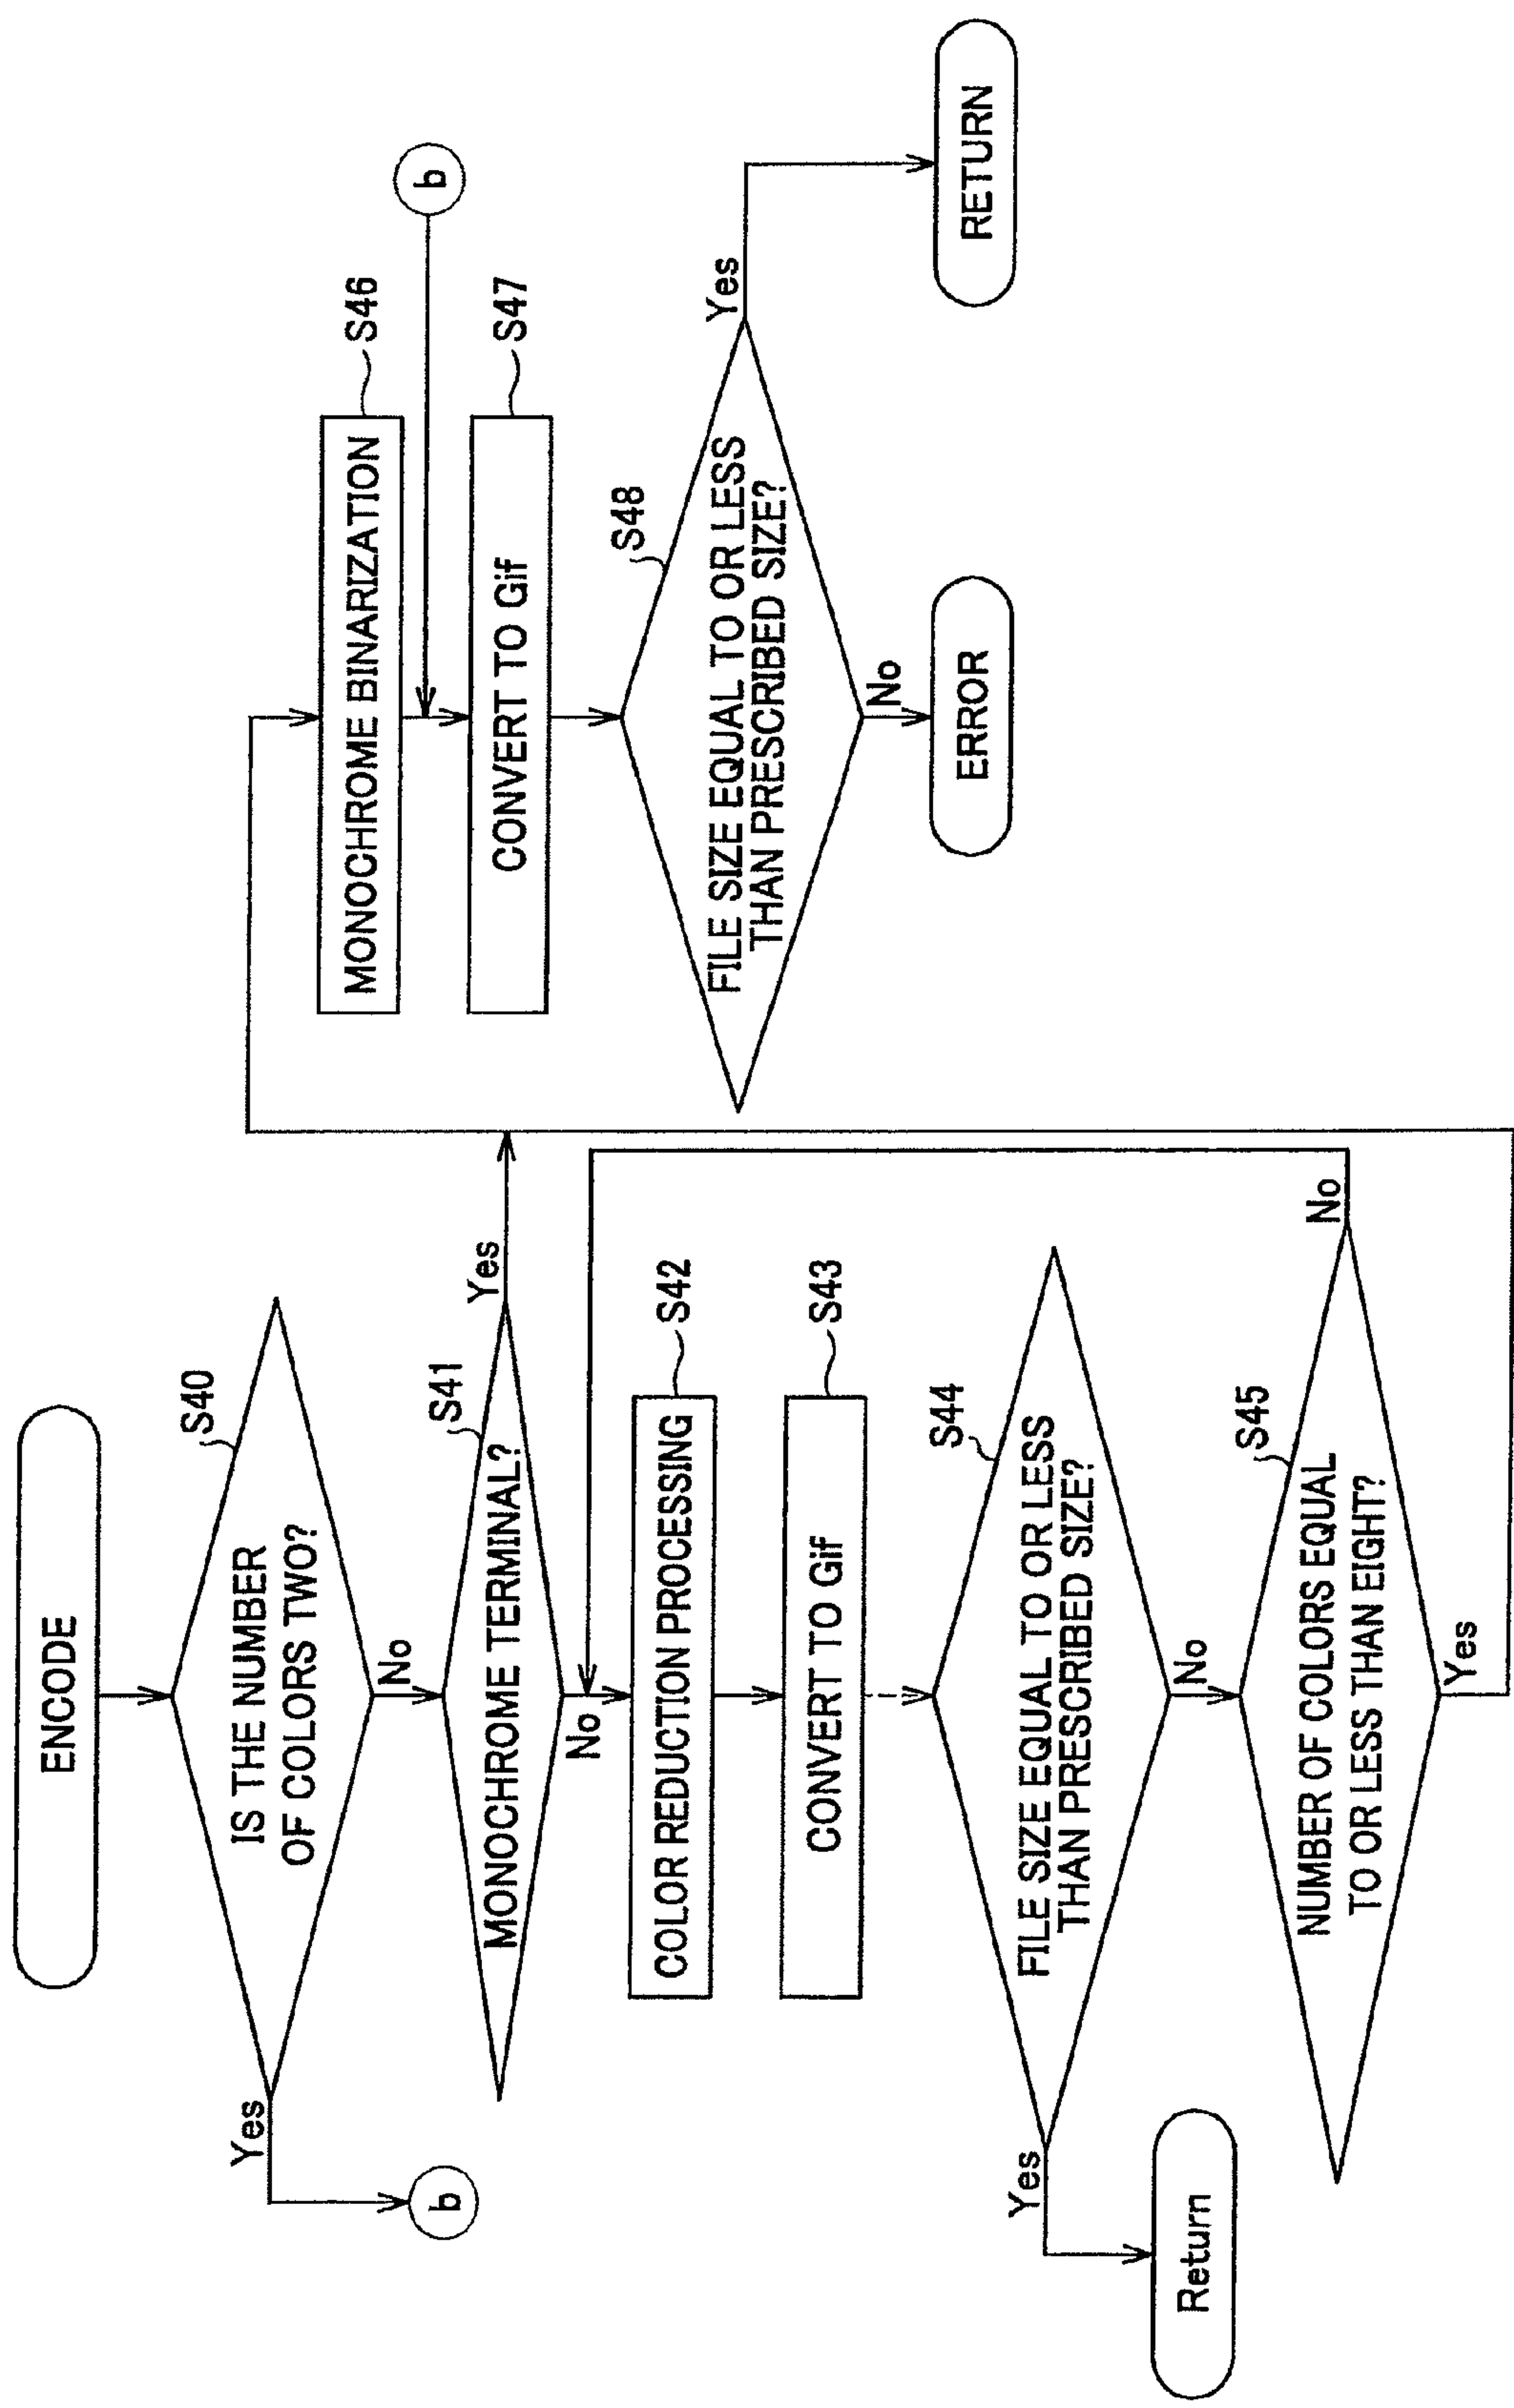 ENCODE
S40
IS THE NUMBER
OF COLORS TWO?
Yes
b
No
S41
MONOCHROME TERMINAL?
Yes
No
S42
COLOR REDUCTION PROCESSING
S43
CONVERT TO Gif
S44
FILE SIZE EQUAL TO OR LESS
THAN PRESCRIBED SIZE?
Yes
Return
No
S45
NUMBER OF COLORS EQUAL
TO OR LESS THAN EIGHT?
No
Yes
S46
MONOCHROME BINARIZATION
b
S47
CONVERT TO Gif
S48
FILE SIZE EQUAL TO OR LESS
THAN PRESCRIBED SIZE?
Yes
RETURN
No
ERROR